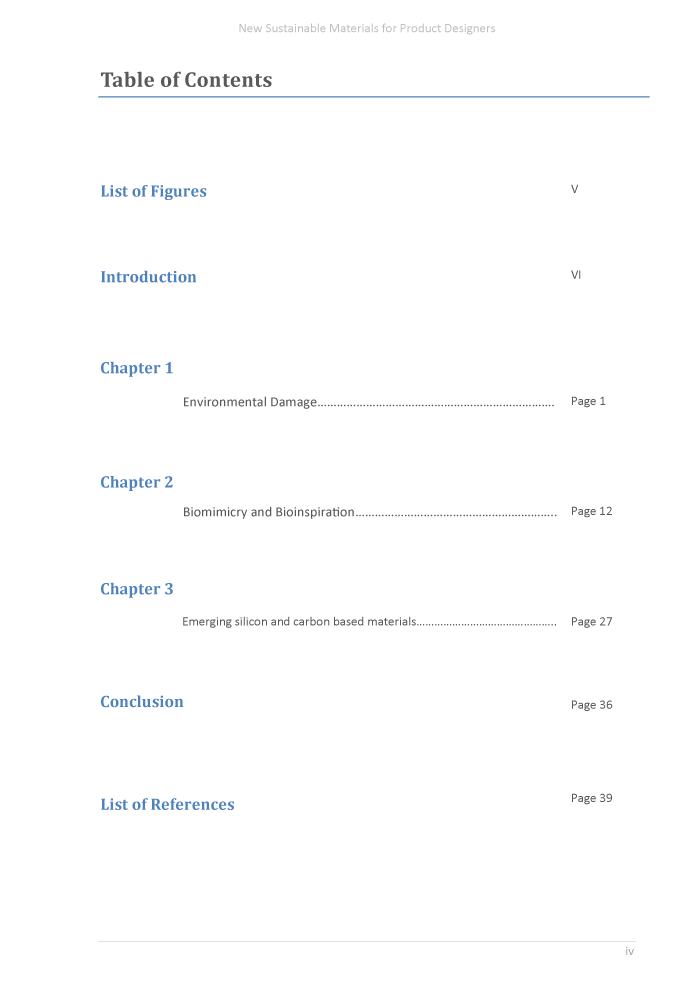 New Sustainable Materials for Product Designers
Table of Contents
List of Figures V
Introduction VI
Chapter 1
Environmental Damage.................................................................... Page 1
Chapter 2
Biomimicry and Bioinspiration.......................................................... Page 12
Chapter 3
Emerging silicon and carbon based materials............................................ Page 27
Conclusion Page 36
List of References Page 39
iv